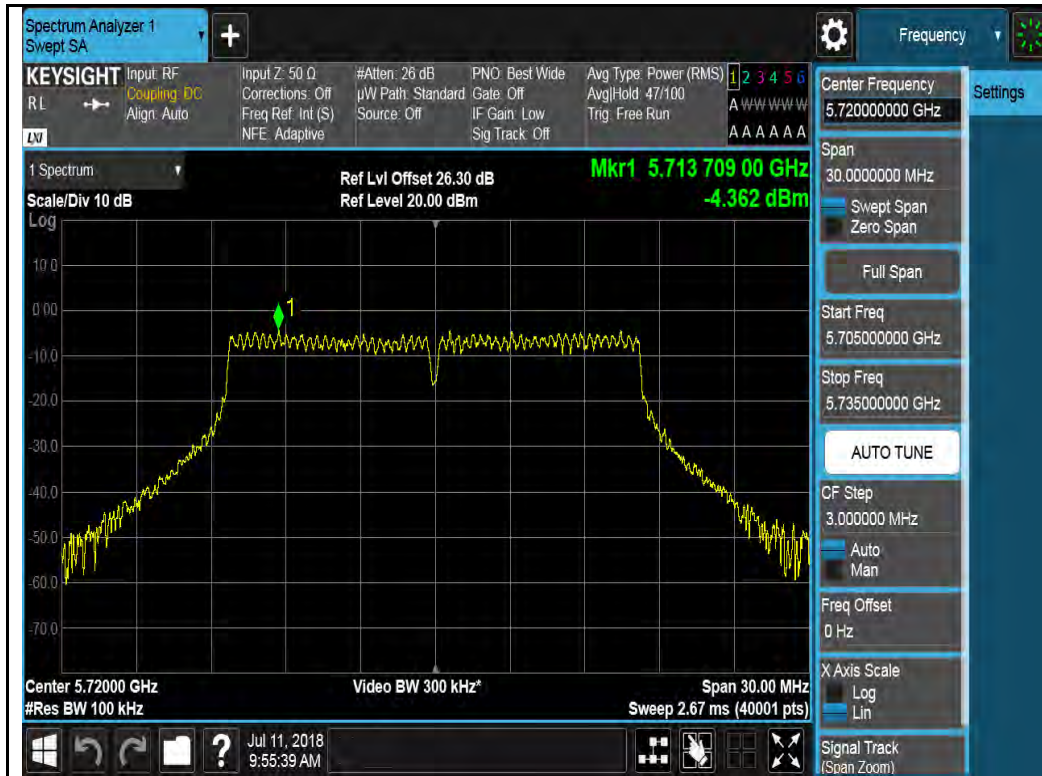 Spectrum Analyzer 1
Swept SA
+
Frequency
KEYSIGHT
R L
LXI
Input: RF
Coupling: DC
Align: Auto
Input Z: 50 Ω
Corrections: Off
Freq Ref: Int (S)
NFE: Adaptive
#Atten: 26 dB
µW Path: Standard
Source: Off
PNO: Best Wide
Gate: Off
IF Gain: Low
Sig Track: Off
Avg Type: Power (RMS)
Avg|Hold: 47/100
Trig: Free Run
1 2 3 4 5 6
A W W W W W
A A A A A A
1 Spectrum
Scale/Div 10 dB
Ref Lvl Offset 26.30 dB
Ref Level 20.00 dBm
Mkr1 5.713 709 00 GHz
-4.362 dBm
Log
10.0
0.00
-10.0
-20.0
-30.0
-40.0
-50.0
-60.0
-70.0
1
Center 5.72000 GHz
#Res BW 100 kHz
Video BW 300 kHz*
Span 30.00 MHz
Sweep 2.67 ms (40001 pts)
?
Jul 11, 2018
9:55:39 AM
Center Frequency
5.720000000 GHz
Span
30.0000000 MHz
Swept Span
Zero Span
Full Span
Start Freq
5.705000000 GHz
Stop Freq
5.735000000 GHz
AUTO TUNE
CF Step
3.000000 MHz
Auto
Man
Freq Offset
0 Hz
X Axis Scale
Log
Lin
Signal Track
(Span Zoom)
Settings